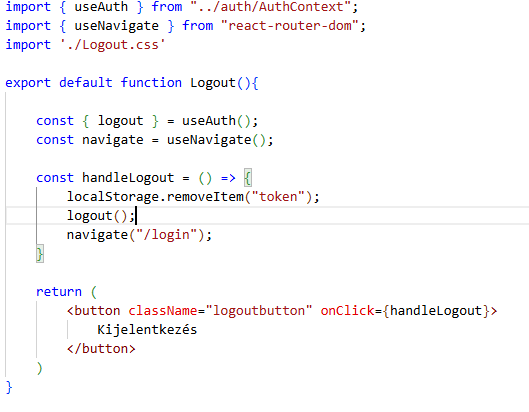 import { useAuth } from "../auth/AuthContext";
import { useNavigate } from "react-router-dom";
import './Logout.css'
export default function Logout(){
const { logout } = useAuth();
const navigate = useNavigate();
const handleLogout = () => {
localStorage.removeItem("token");
logout();
navigate("/login");
}
return (
<button className="logoutbutton" onClick={handleLogout}>
Kijelentkezés
</button>
)
}